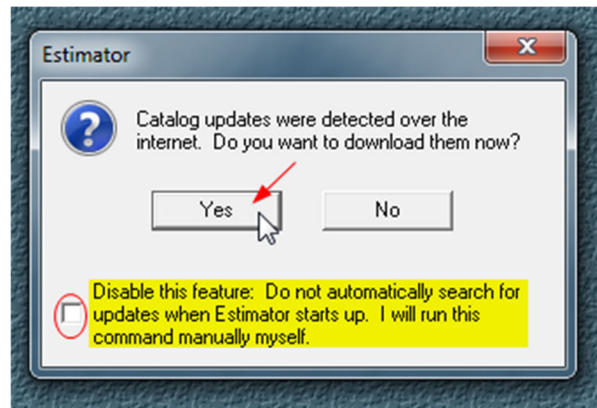 Estimator
Catalog updates were detected over the
internet.  Do you want to download them now?
Yes
No
Disable this feature:  Do not automatically search for
updates when Estimator starts up.  I will run this
command manually myself.